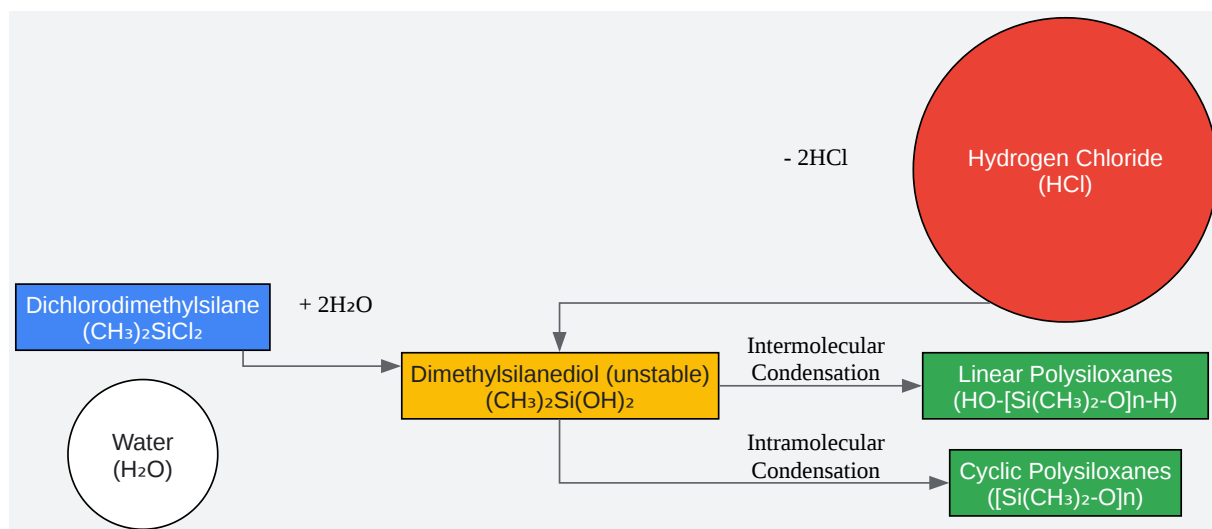 - 2HCl
Hydrogen Chloride
(HCl)
Dichlorodimethylsilane
(CH₃)₂SiCl₂
+ 2H₂O
Dimethylsilanediol (unstable)
(CH₃)₂Si(OH)₂
Intermolecular
Condensation
Linear Polysiloxanes
(HO-[Si(CH₃)₂-O]n-H)
Water
(H₂O)
Intramolecular
Condensation
Cyclic Polysiloxanes
([Si(CH₃)₂-O]n)